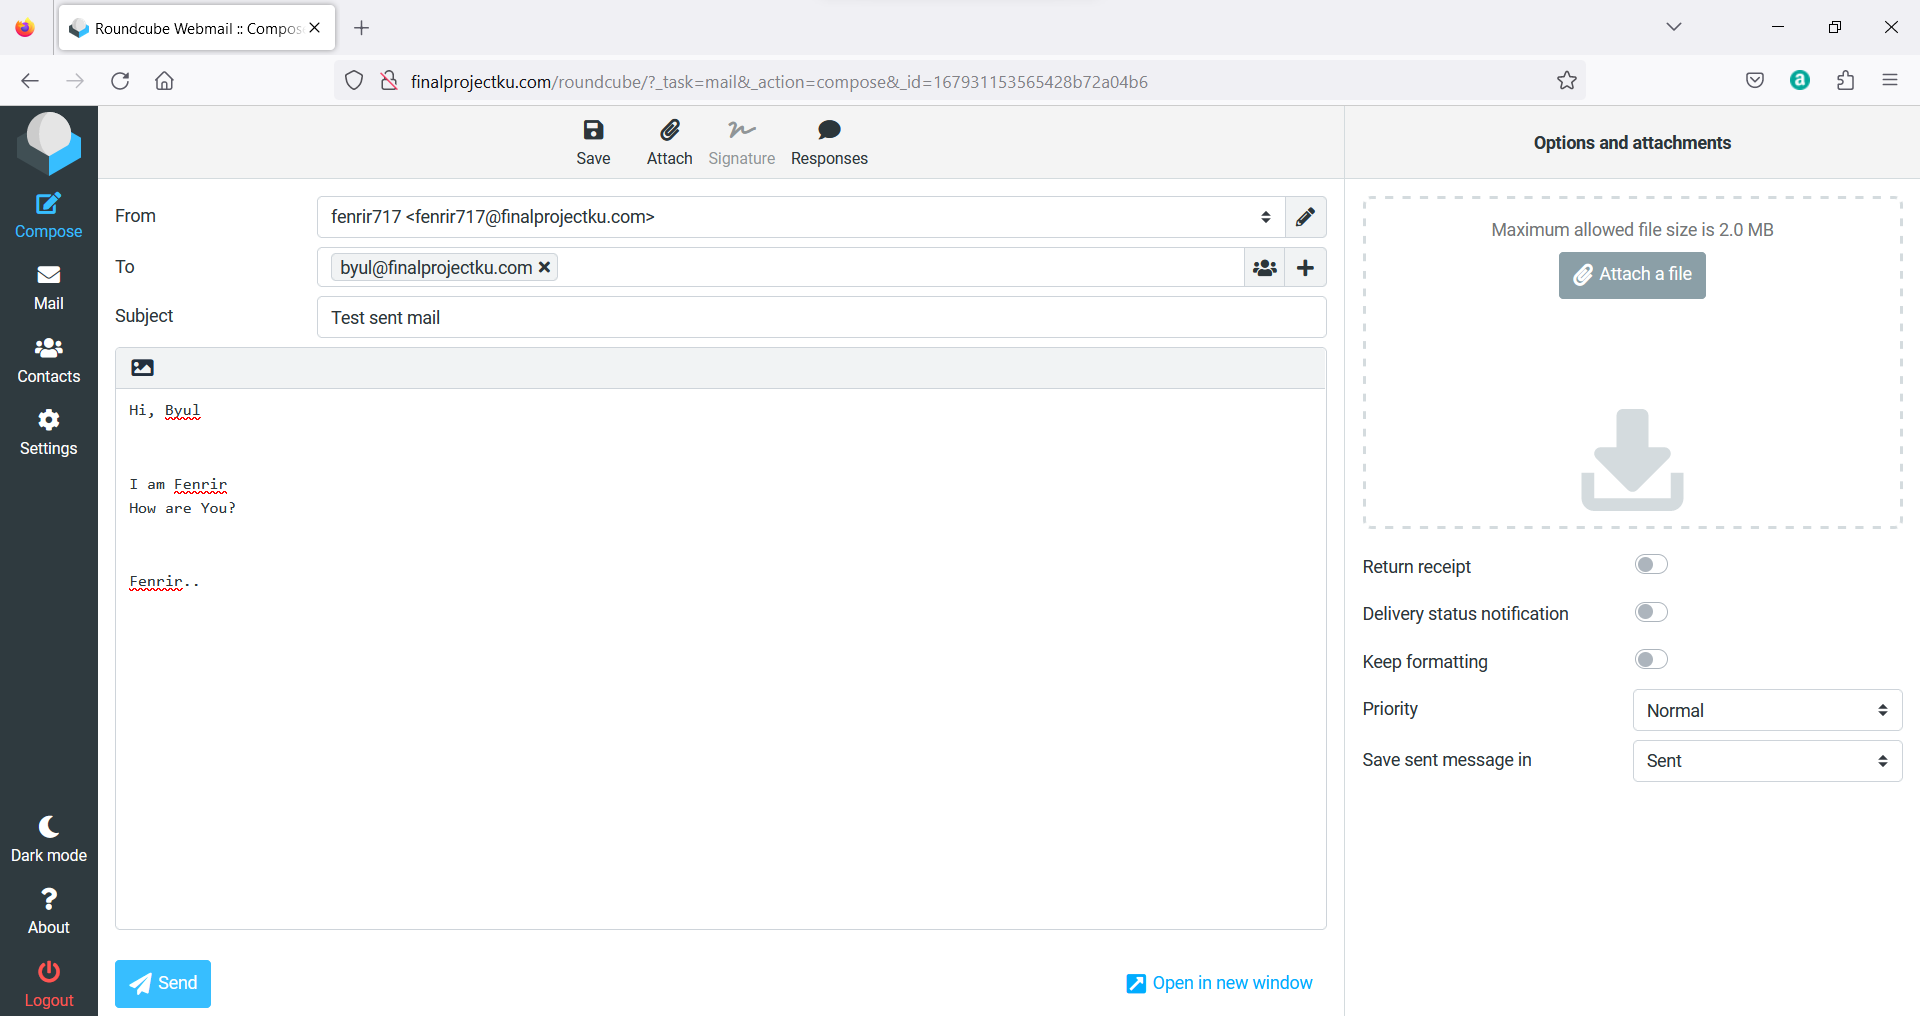 Roundcube Webmail :: Compos
finalprojectku.com/roundcube/?_task=mail&_action=compose&_id=167931153565428b72a04b6
a
Save
Attach
Signature
Responses
Options and attachments
Compose
Mail
Contacts
Settings
Dark mode
About
Logout
From
fenrir717 <fenrir717@finalprojectku.com>
To
byul@finalprojectku.com
Subject
Test sent mail
Hi, Byul
I am Fenrir
How are You?
Fenrir..
Send
Open in new window
Maximum allowed file size is 2.0 MB
Attach a file
Return receipt
Delivery status notification
Keep formatting
Priority
Normal
Save sent message in
Sent